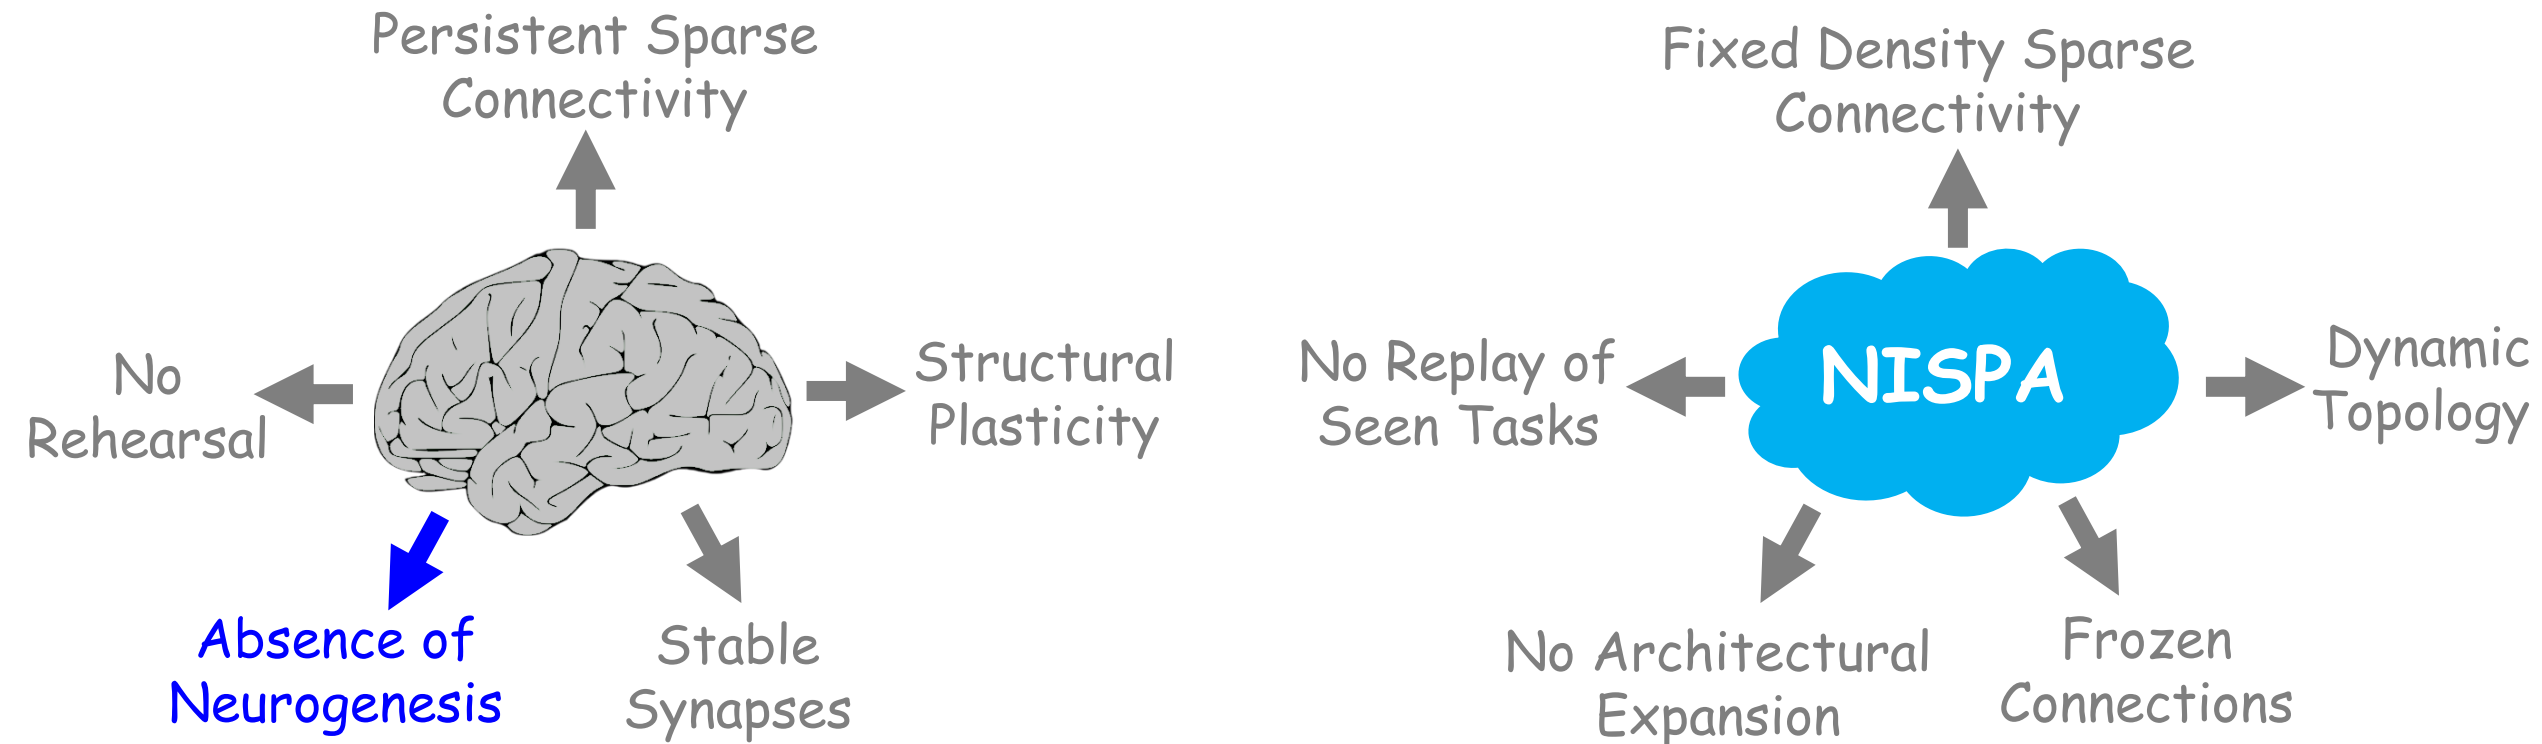 Persistent Sparse
Connectivity
No
Rehearsal
Structural
Plasticity
Absence of
Neurogenesis
Stable
Synapses
Fixed Density Sparse
Connectivity
No Replay of
Seen Tasks
NISPA
Dynamic
Topology
No Architectural
Expansion
Frozen
Connections